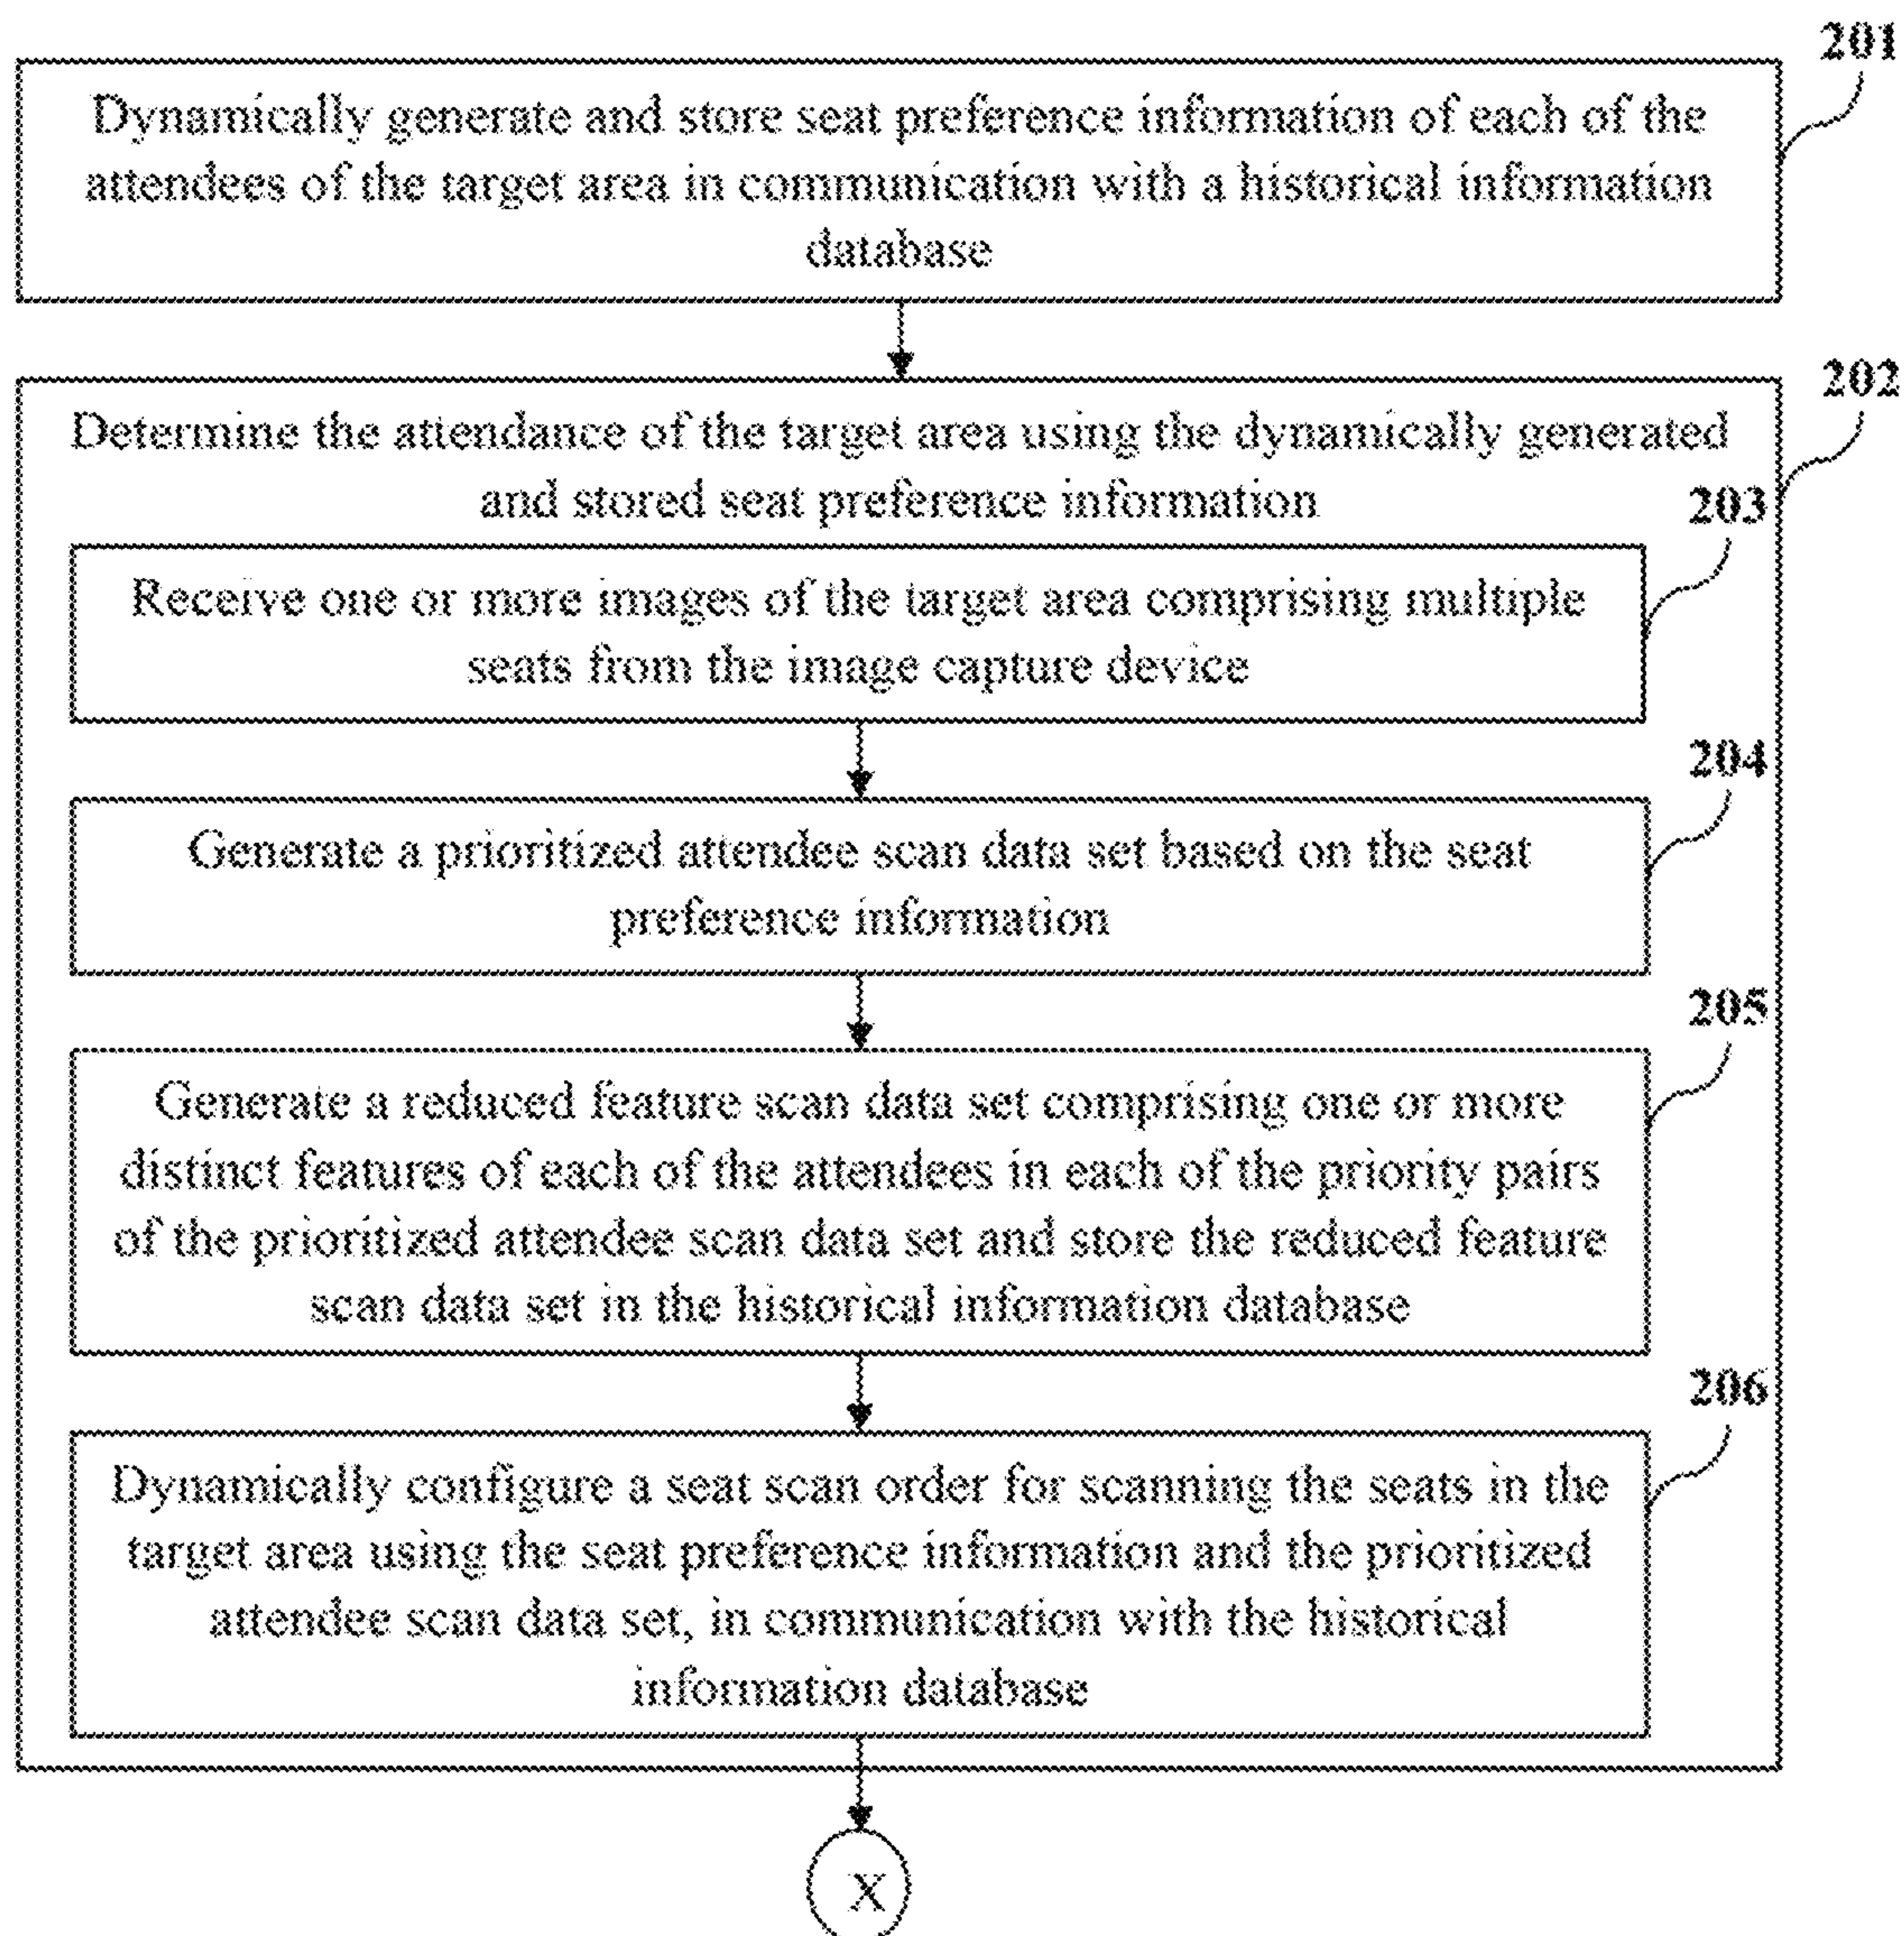 201
Dynamically generate and store seat preference information of each of the
attendees of the target area in communication with a historical information
database
202
Determine the attendance of the target area using the dynamically generated
and stored seat preference information
203
Receive one or more images of the target area comprising multiple
seats from the image capture device
204
Generate a prioritized attendee scan data set based on the seat
preference information
205
Generate a reduced feature scan data set comprising one or more
distinct features of each of the attendees in each of the priority pairs
of the prioritized attendee scan data set and store the reduced feature
scan data set in the historical information database
206
Dynamically configure a seat scan order for scanning the seats in the
target area using the seat preference information and the prioritized
attendee scan data set, in communication with the historical
information database
X